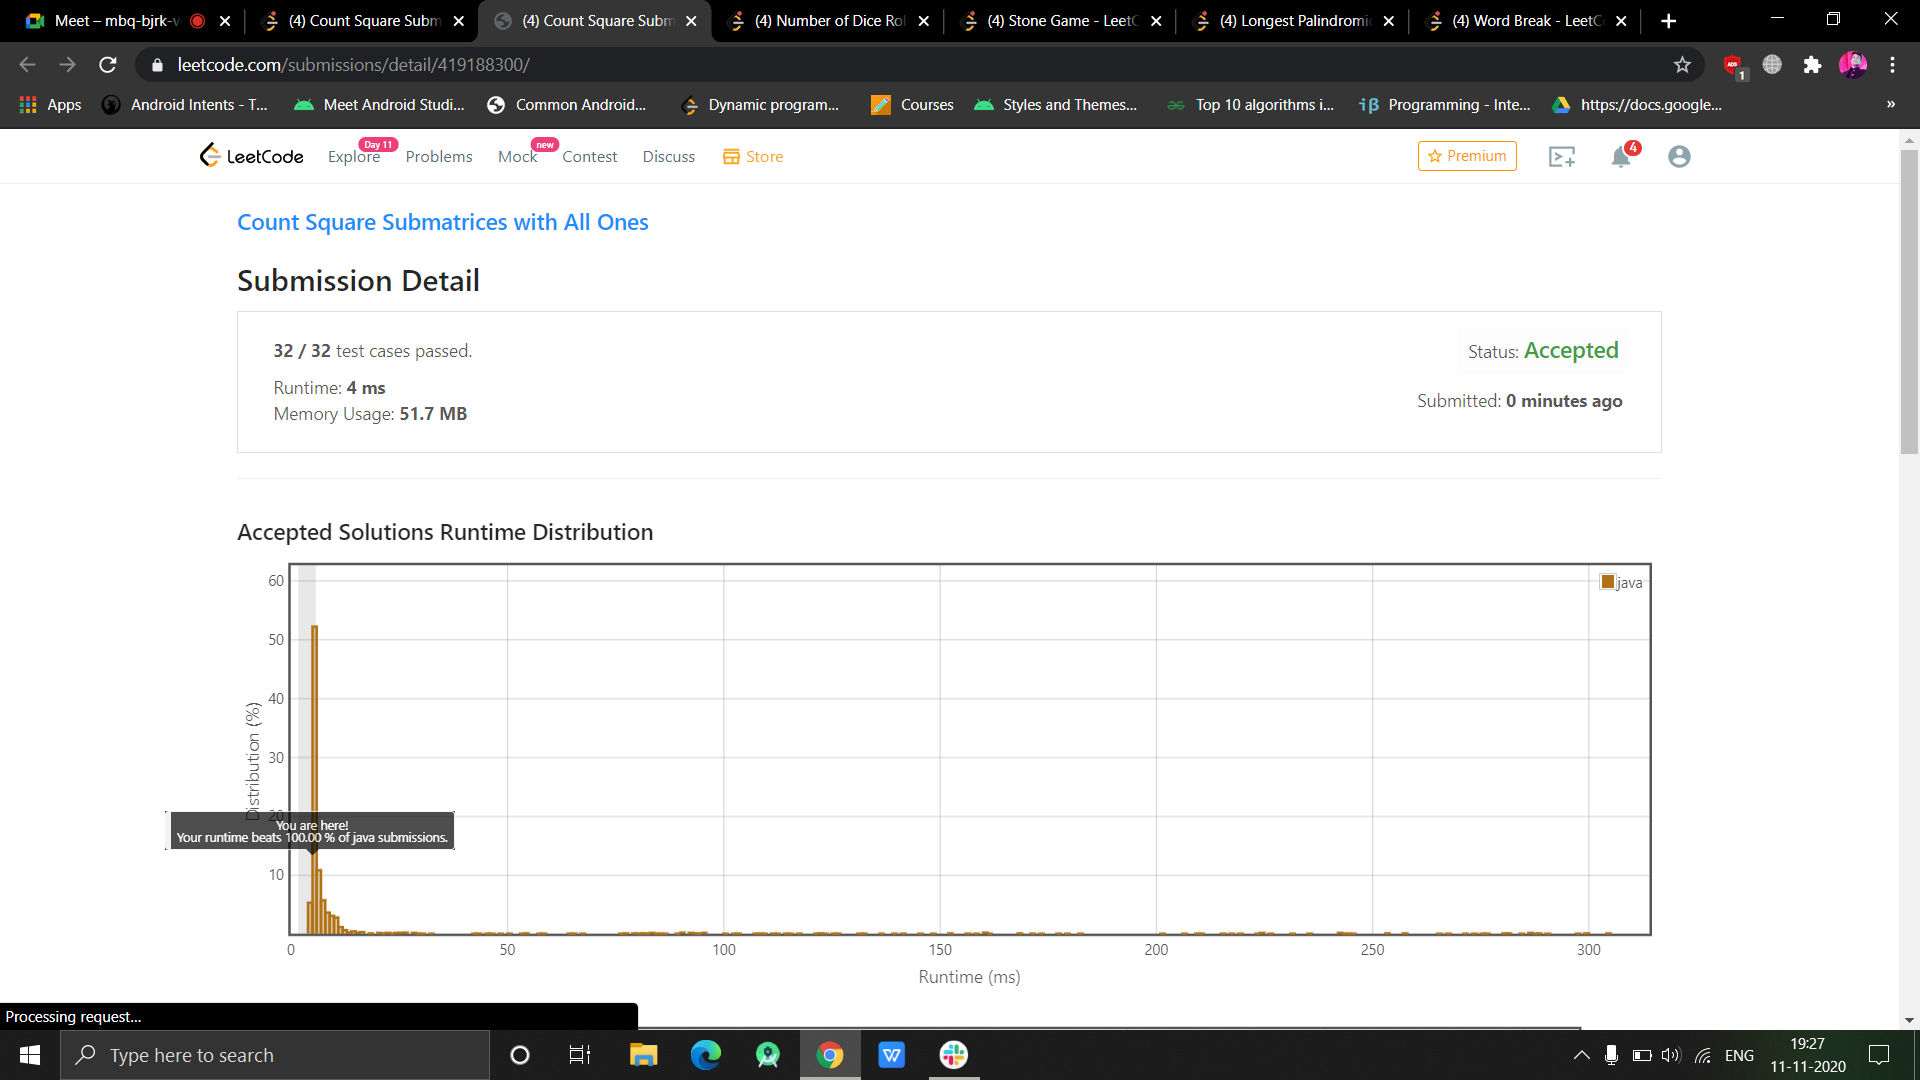 Meet – mbq-bjrk-v
(4) Count Square Subm
(4) Count Square Subm
(4) Number of Dice Rol
(4) Stone Game - LeetC
(4) Longest Palindromi
(4) Word Break - LeetC
leetcode.com/submissions/detail/419188300/
ADS
1
Apps
Android Intents - T...
Meet Android Studi...
Common Android...
Dynamic program...
Courses
Styles and Themes...
Top 10 algorithms i...
iβ Programming - Inte...
https://docs.google...
»
LeetCode
Explore
Day 11
Problems
Mock
new
Contest
Discuss
Store
Premium
4
Count Square Submatrices with All Ones
Submission Detail
32 / 32 test cases passed.
Status: Accepted
Runtime: 4 ms
Submitted: 0 minutes ago
Memory Usage: 51.7 MB
Accepted Solutions Runtime Distribution
java
60
50
40
30
20
10
Distribution (%)
You are here!
Your runtime beats 100.00 % of java submissions.
0 50 100 150 200 250 300
Runtime (ms)
Processing request...
Type here to search
W
ENG
19:27
11-11-2020